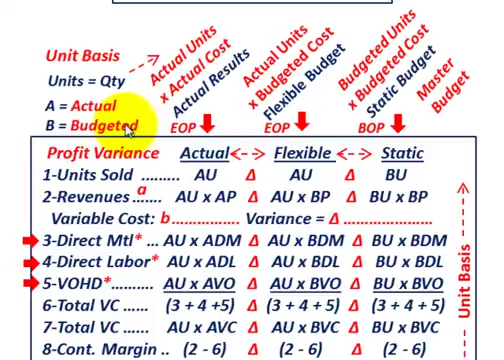 Unit Basis
Units = Qty
A = Actual
B = Budgeted
Actual Units
x Actual Cost
Actual Results
Actual Units
x Budgeted Cost
Flexible Budget
Budgeted Units
x Budgeted Cost
Static Budget
Master
Budget
EOP EOP BOP
Profit Variance Actual <- -> Flexible <- -> Static
1-Units Sold ......... AU Δ AU Δ BU
2-Revenues a ....... AU x AP Δ AU x BP Δ BU x BP
Variable Cost: b ............... Variance = Δ ....................
3-Direct Mtl* ... AU x ADM Δ AU x BDM Δ BU x BDM
4-Direct Labor* .. AU x ADL Δ AU x BDL Δ BU x BDL
5-VOHD* .......... AU x AVO Δ AU x BVO Δ BU x BVO
6-Total VC ...... (3 + 4 +5) Δ (3 + 4 + 5) Δ (3 + 4 + 5)
7-Total VC ...... AU x AVC Δ AU x BVC Δ BU x BVC
8-Cont. Margin .. (2 - 6) Δ (2 - 6) Δ (2 - 6)
Unit Basis